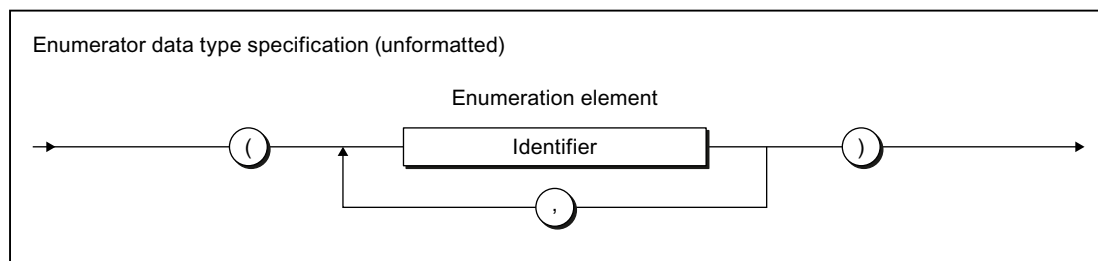 Enumerator data type specification (unformatted)
Enumeration element
( Identifier )
,